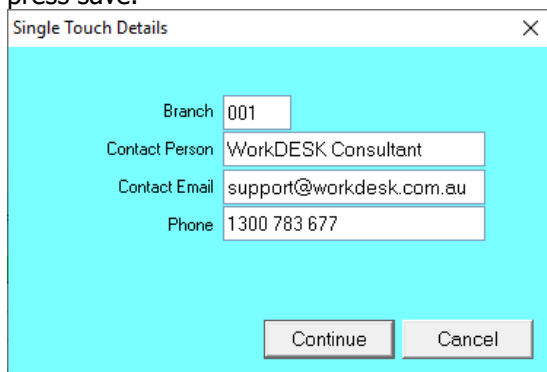 press save.
Single Touch Details
Branch 001
Contact Person WorkDESK Consultant
Contact Email support@workdesk.com.au
Phone 1300 783 677
Continue Cancel